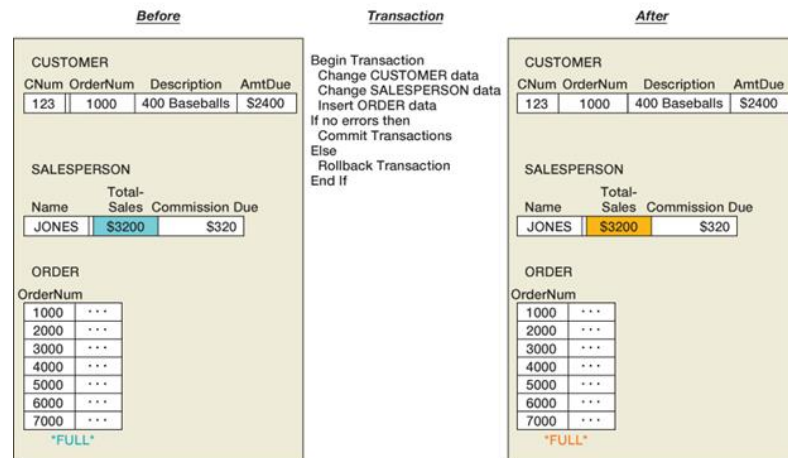 Before
CUSTOMER
CNum OrderNum Description AmtDue
123 1000 400 Baseballs $2400
SALESPERSON
Total-
Name Sales Commission Due
JONES $3200 $320
ORDER
OrderNum
1000 ···
2000 ···
3000 ···
4000 ···
5000 ···
6000 ···
7000 ···
*FULL*
Transaction
Begin Transaction
Change CUSTOMER data
Change SALESPERSON data
Insert ORDER data
If no errors then
Commit Transactions
Else
Rollback Transaction
End If
After
CUSTOMER
CNum OrderNum Description AmtDue
123 1000 400 Baseballs $2400
SALESPERSON
Total-
Name Sales Commission Due
JONES $3200 $320
ORDER
OrderNum
1000 ···
2000 ···
3000 ···
4000 ···
5000 ···
6000 ···
7000 ···
*FULL*